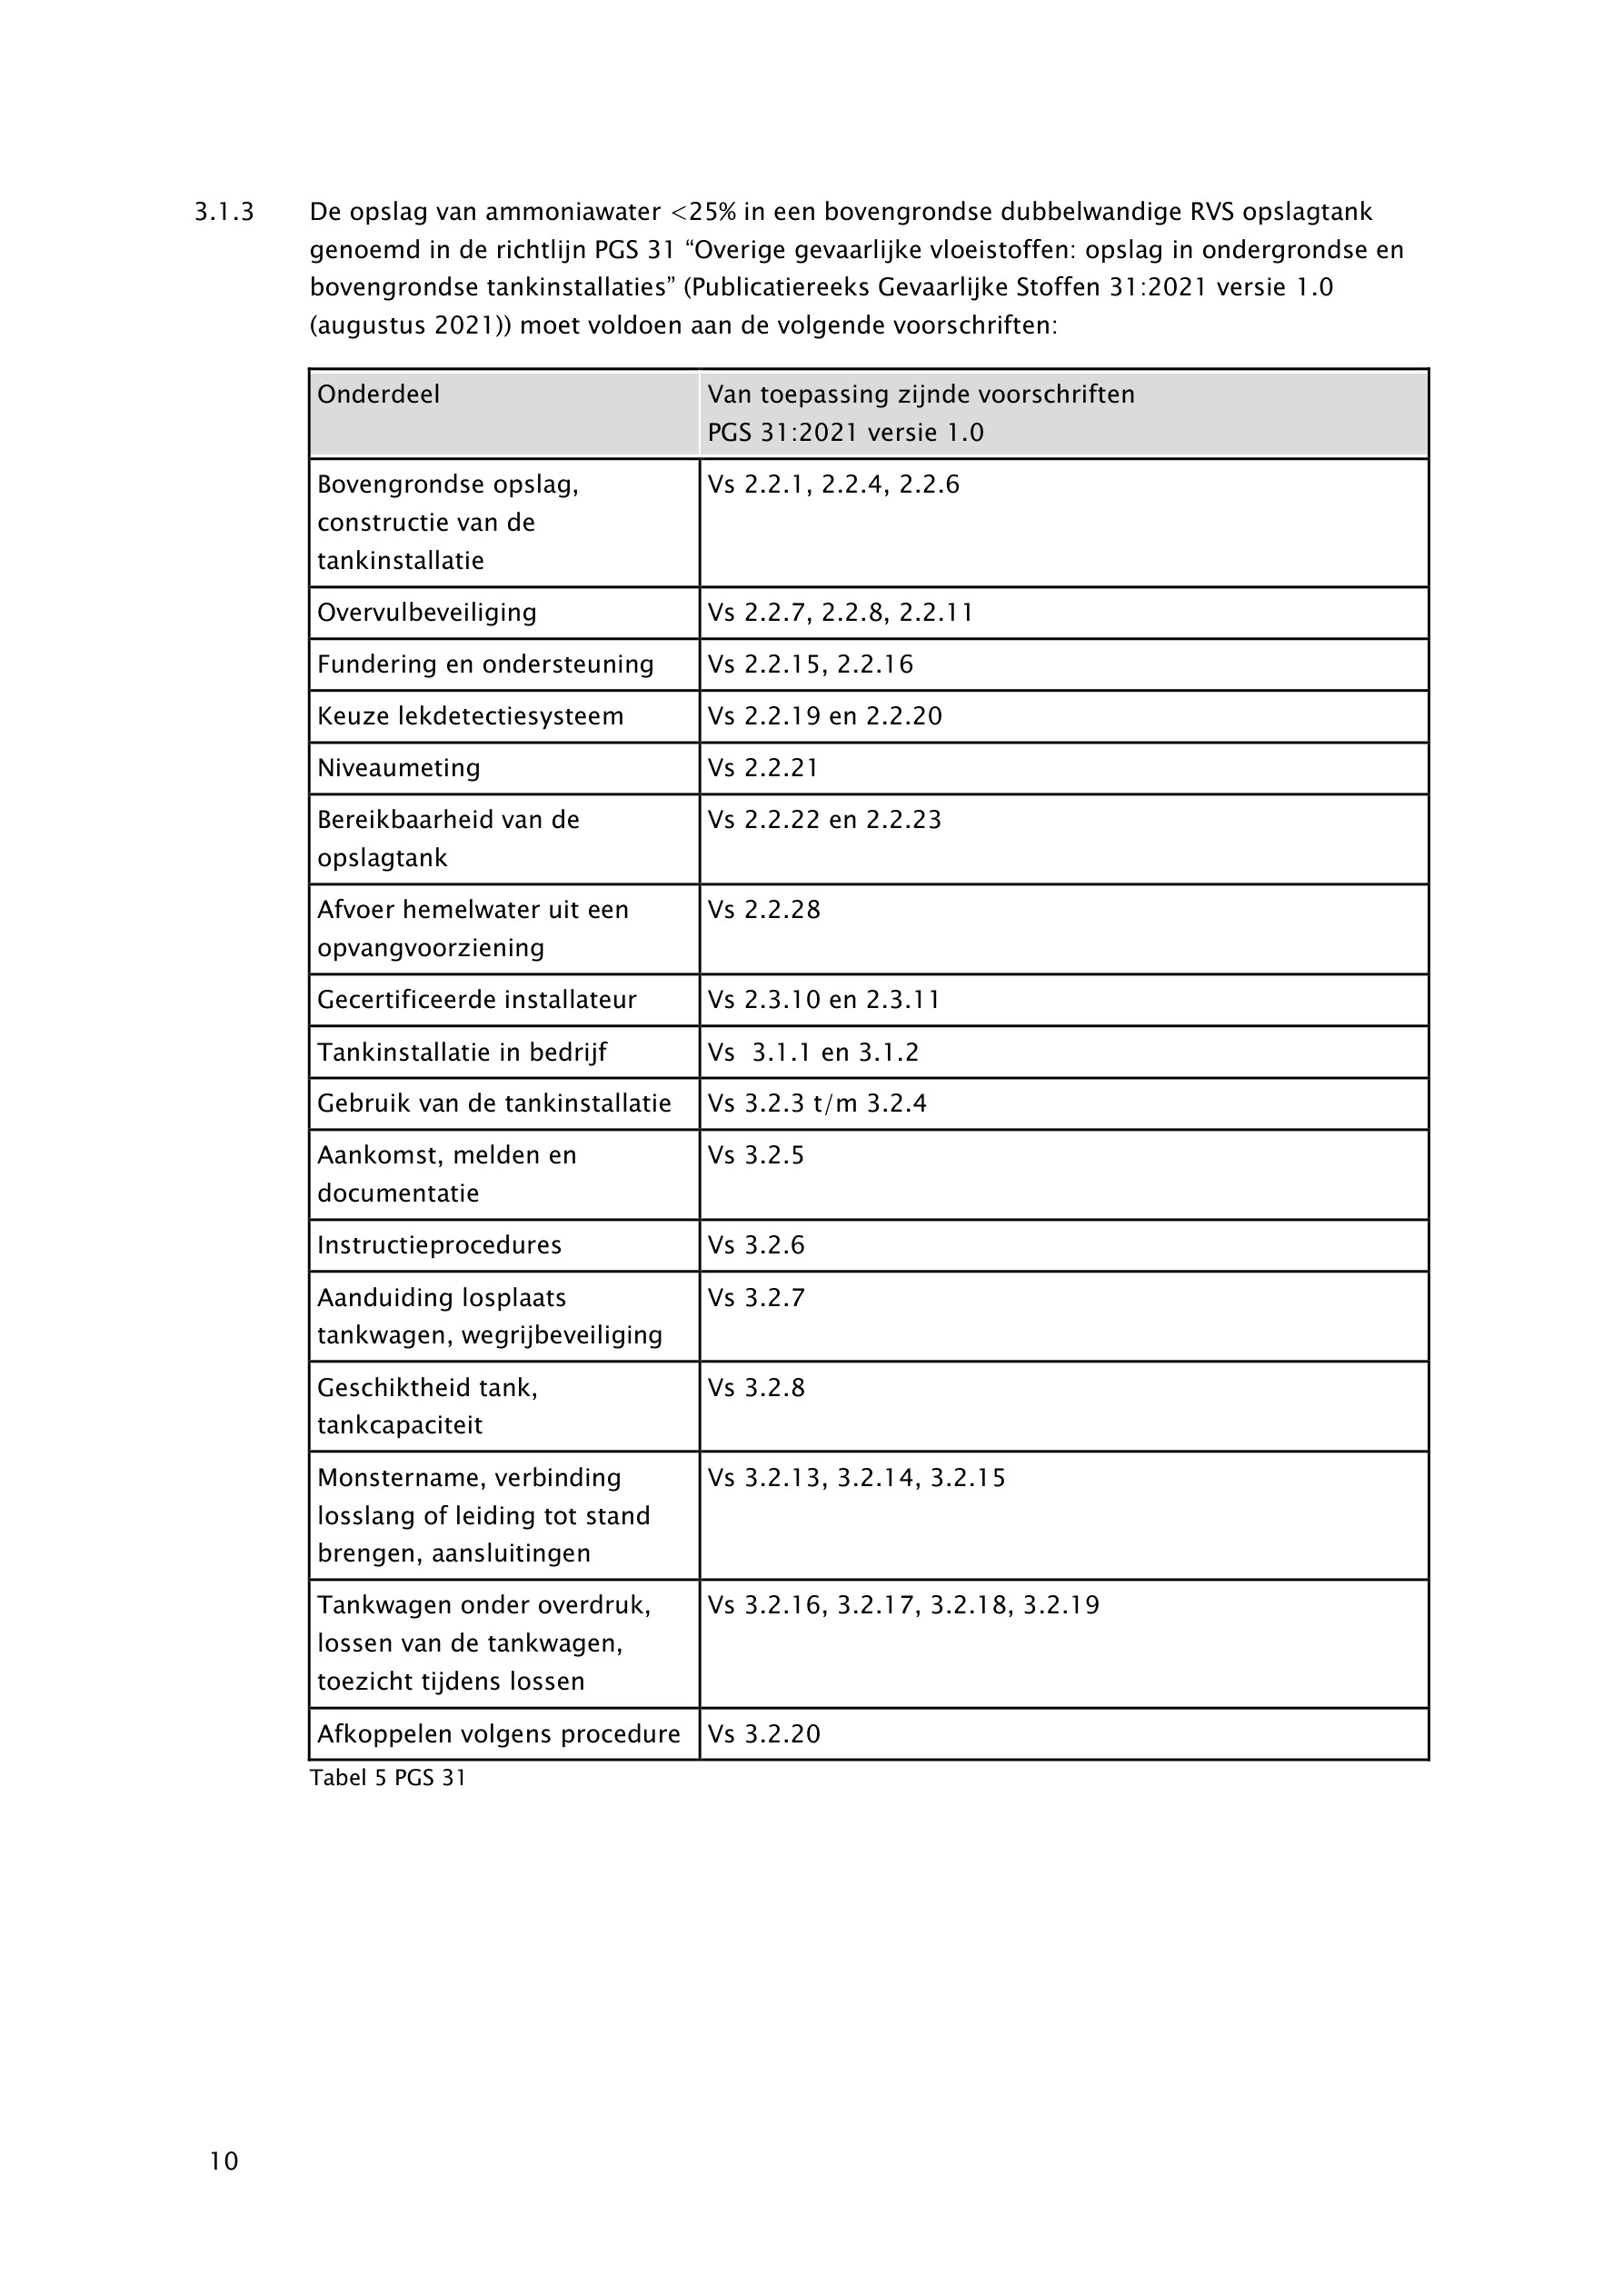 3.1.3 De opslag van ammoniawater <25% in een bovengrondse dubbelwandige RVS opslagtank
genoemd in de richtlijn PGS 31 “Overige gevaarlijke vloeistoffen: opslag in ondergrondse en
bovengrondse tankinstallaties” (Publicatiereeks Gevaarlijke Stoffen 31:2021 versie 1.0
(augustus 2021)) moet voldoen aan de volgende voorschriften:
Onderdeel Van toepassing zijnde voorschriften
PGS 31:2021 versie 1.0
Bovengrondse opslag, Vs 2.2.1, 2.2.4, 2.2.6
constructie van de
tankinstallatie
Overvulbeveiliging Vs 2.2.7, 2.2.8, 2.2.11
Fundering en ondersteuning Vs 2.2.15, 2.2.16
Keuze lekdetectiesysteem Vs 2.2.19 en 2.2.20
Niveaumeting Vs 2.2.21
Bereikbaarheid van de Vs 2.2.22 en 2.2.23
opslagtank
Afvoer hemelwater uit een Vs 2.2.28
opvangvoorziening
Gecertificeerde installateur Vs 2.3.10 en 2.3.11
Tankinstallatie in bedrijf Vs 3.1.1 en 3.1.2
Gebruik van de tankinstallatie Vs 3.2.3 t/m 3.2.4
Aankomst, melden en Vs 3.2.5
documentatie
Instructieprocedures Vs 3.2.6
Aanduiding losplaats Vs 3.2.7
tankwagen, wegrijbeveiliging
Geschiktheid tank, Vs 3.2.8
tankcapaciteit
Monstername, verbinding Vs 3.2.13, 3.2.14, 3.2.15
losslang of leiding tot stand
brengen, aansluitingen
Tankwagen onder overdruk, Vs 3.2.16, 3.2.17, 3.2.18, 3.2.19
lossen van de tankwagen,
toezicht tijdens lossen
Afkoppelen volgens procedure Vs 3.2.20
Tabel 5 PGS 31
10